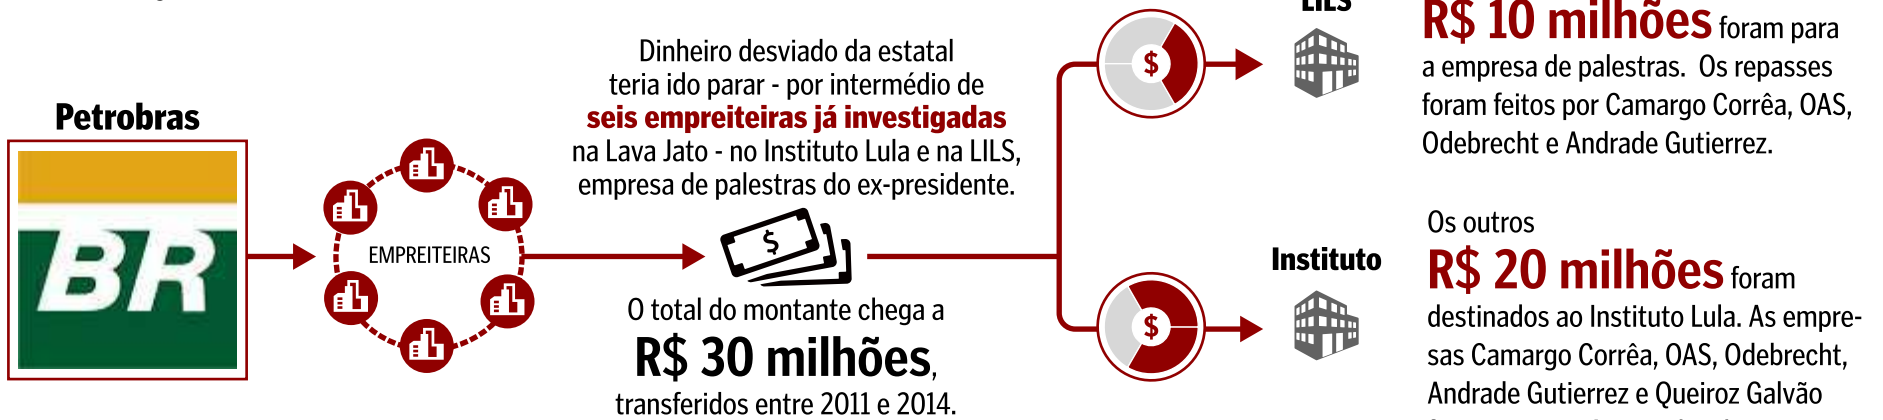 Petrobras
BR
EMPREITEIRAS
Dinheiro desviado da estatal
teria ido parar - por intermédio de
seis empreiteiras já investigadas
na Lava Jato - no Instituto Lula e na LILS,
empresa de palestras do ex-presidente.
$
O total do montante chega a
R$ 30 milhões,
transferidos entre 2011 e 2014.
$
LILS
R$ 10 milhões foram para
a empresa de palestras. Os repasses
foram feitos por Camargo Corrêa, OAS,
Odebrecht e Andrade Gutierrez.
$
Instituto
Os outros
R$ 20 milhões foram
destinados ao Instituto Lula. As empre-
sas Camargo Corrêa, OAS, Odebrecht,
Andrade Gutierrez e Queiroz Galvão